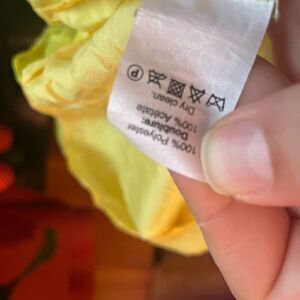 100% Polyester
Doublure:
100% Acétate
Dry clean.
P